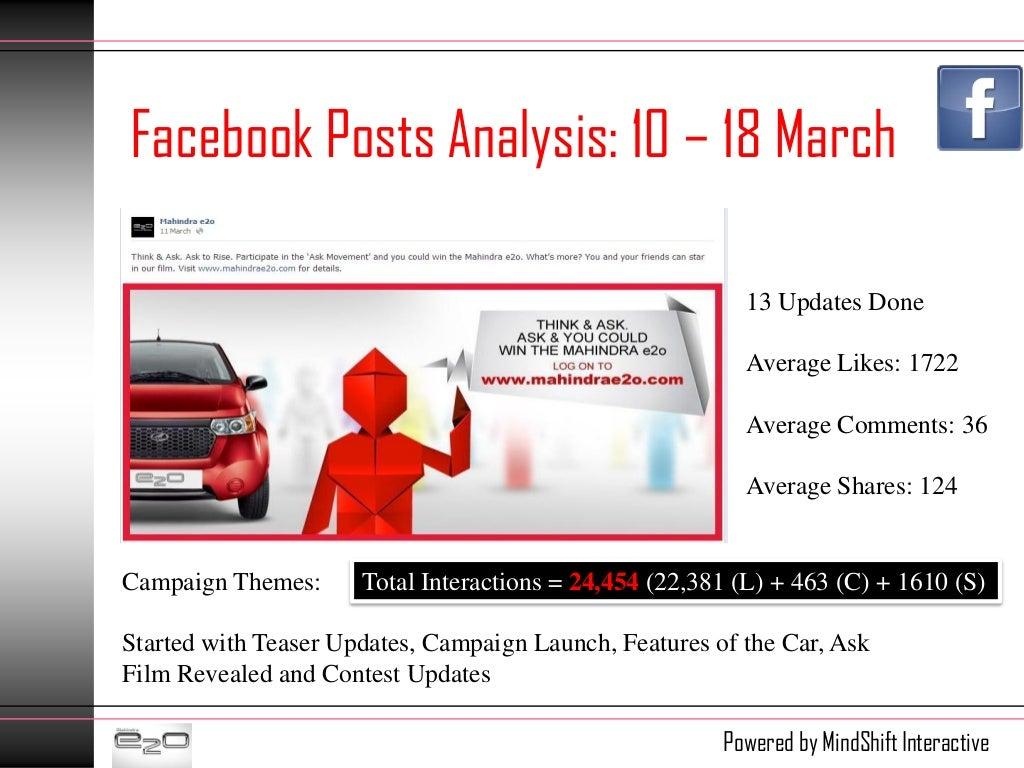 Facebook Posts Analysis: 10 – 18 March
f
e2o
Mahindra e2o
11 March
Think & Ask. Ask to Rise. Participate in the 'Ask Movement' and you could win the Mahindra e2o. What's more? You and your friends can star
in our film. Visit www.mahindrae2o.com for details.
THINK & ASK.
ASK & YOU COULD
WIN THE MAHINDRA e2o
LOG ON TO
www.mahindrae2o.com
e2o
13 Updates Done
Average Likes: 1722
Average Comments: 36
Average Shares: 124
Campaign Themes:
Total Interactions = 24,454 (22,381 (L) + 463 (C) + 1610 (S)
Started with Teaser Updates, Campaign Launch, Features of the Car, Ask
Film Revealed and Contest Updates
Mahindra
e2o
Powered by MindShift Interactive